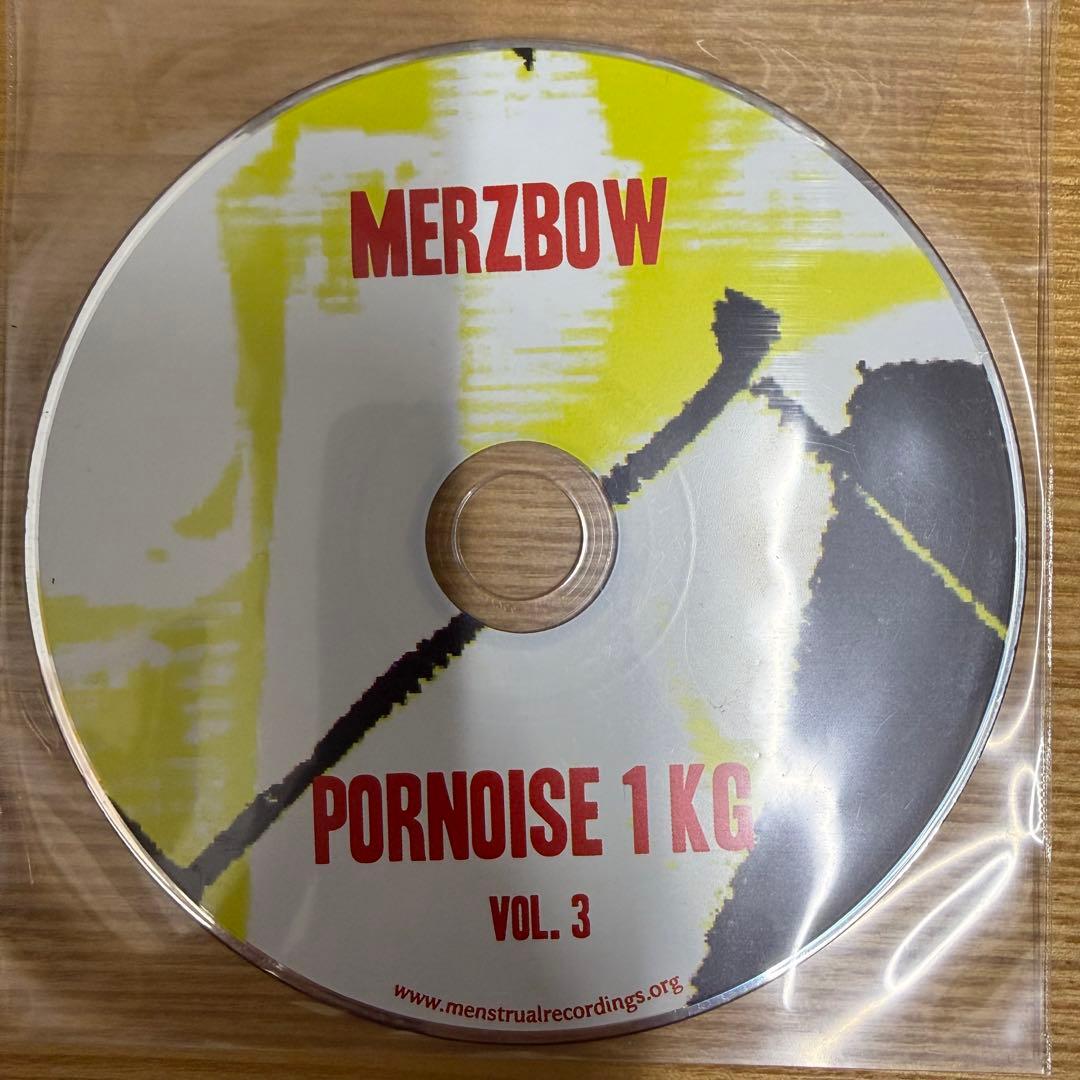 MERZBOW
PORNOISE 1 KG
VOL. 3
www.menstrualrecordings.org